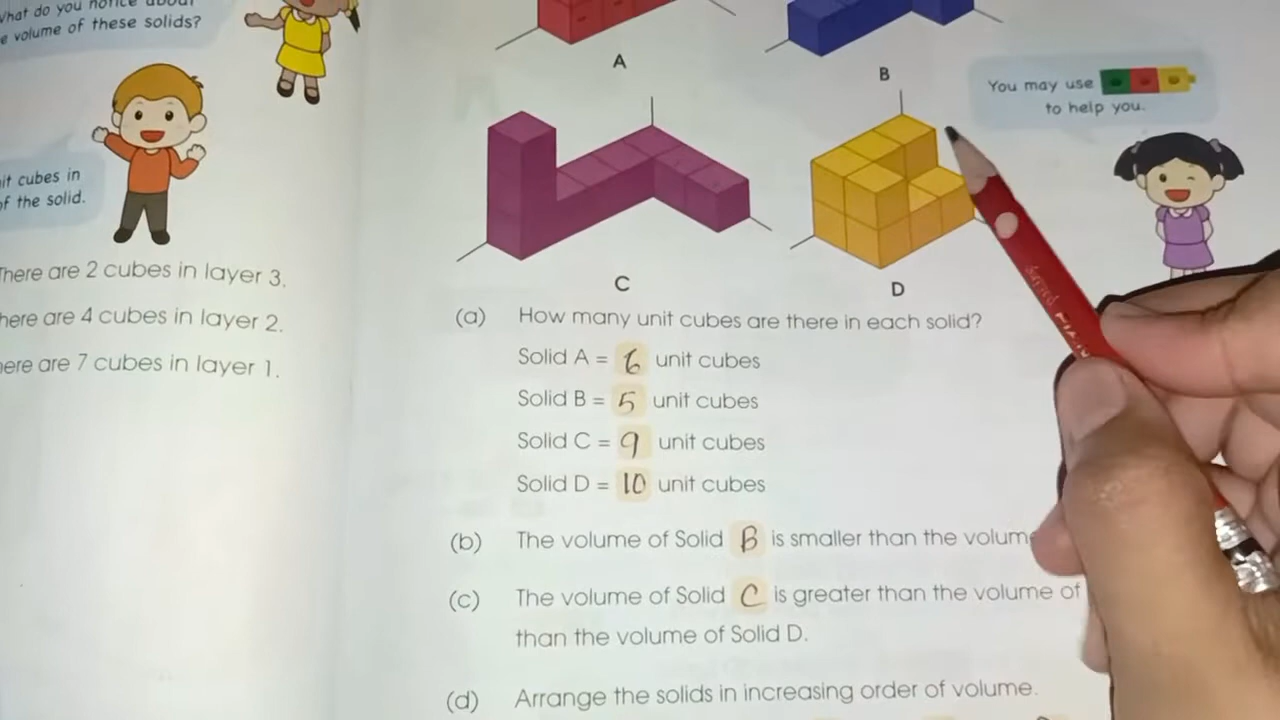 What do you notice about
e volume of these solids?
A
B
You may use
to help you.
it cubes in
of the solid.
There are 2 cubes in layer 3.
here are 4 cubes in layer 2.
ere are 7 cubes in layer 1.
C
D
(a) How many unit cubes are there in each solid?
Solid A = 6 unit cubes
Solid B = 5 unit cubes
Solid C = 9 unit cubes
Solid D = 10 unit cubes
(b) The volume of Solid B is smaller than the volum
(c) The volume of Solid C is greater than the volume of
than the volume of Solid D.
(d) Arrange the solids in increasing order of volume.